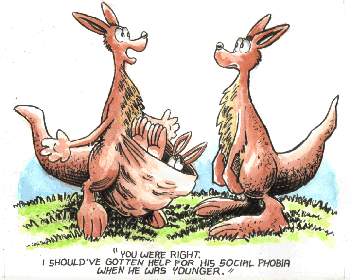 "YOU WERE RIGHT.
I SHOULD'VE GOTTEN HELP FOR HIS SOCIAL PHOBIA
WHEN HE WAS YOUNGER."